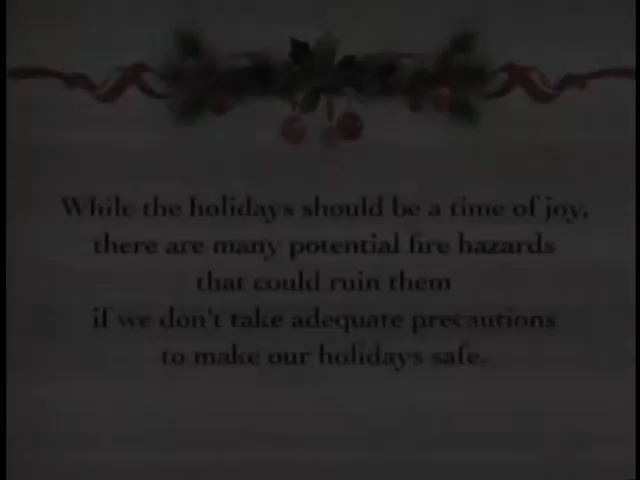 While the holidays should be a time of joy,
there are many potential fire hazards
that could ruin them
if we don't take adequate precautions
to make our holidays safe.